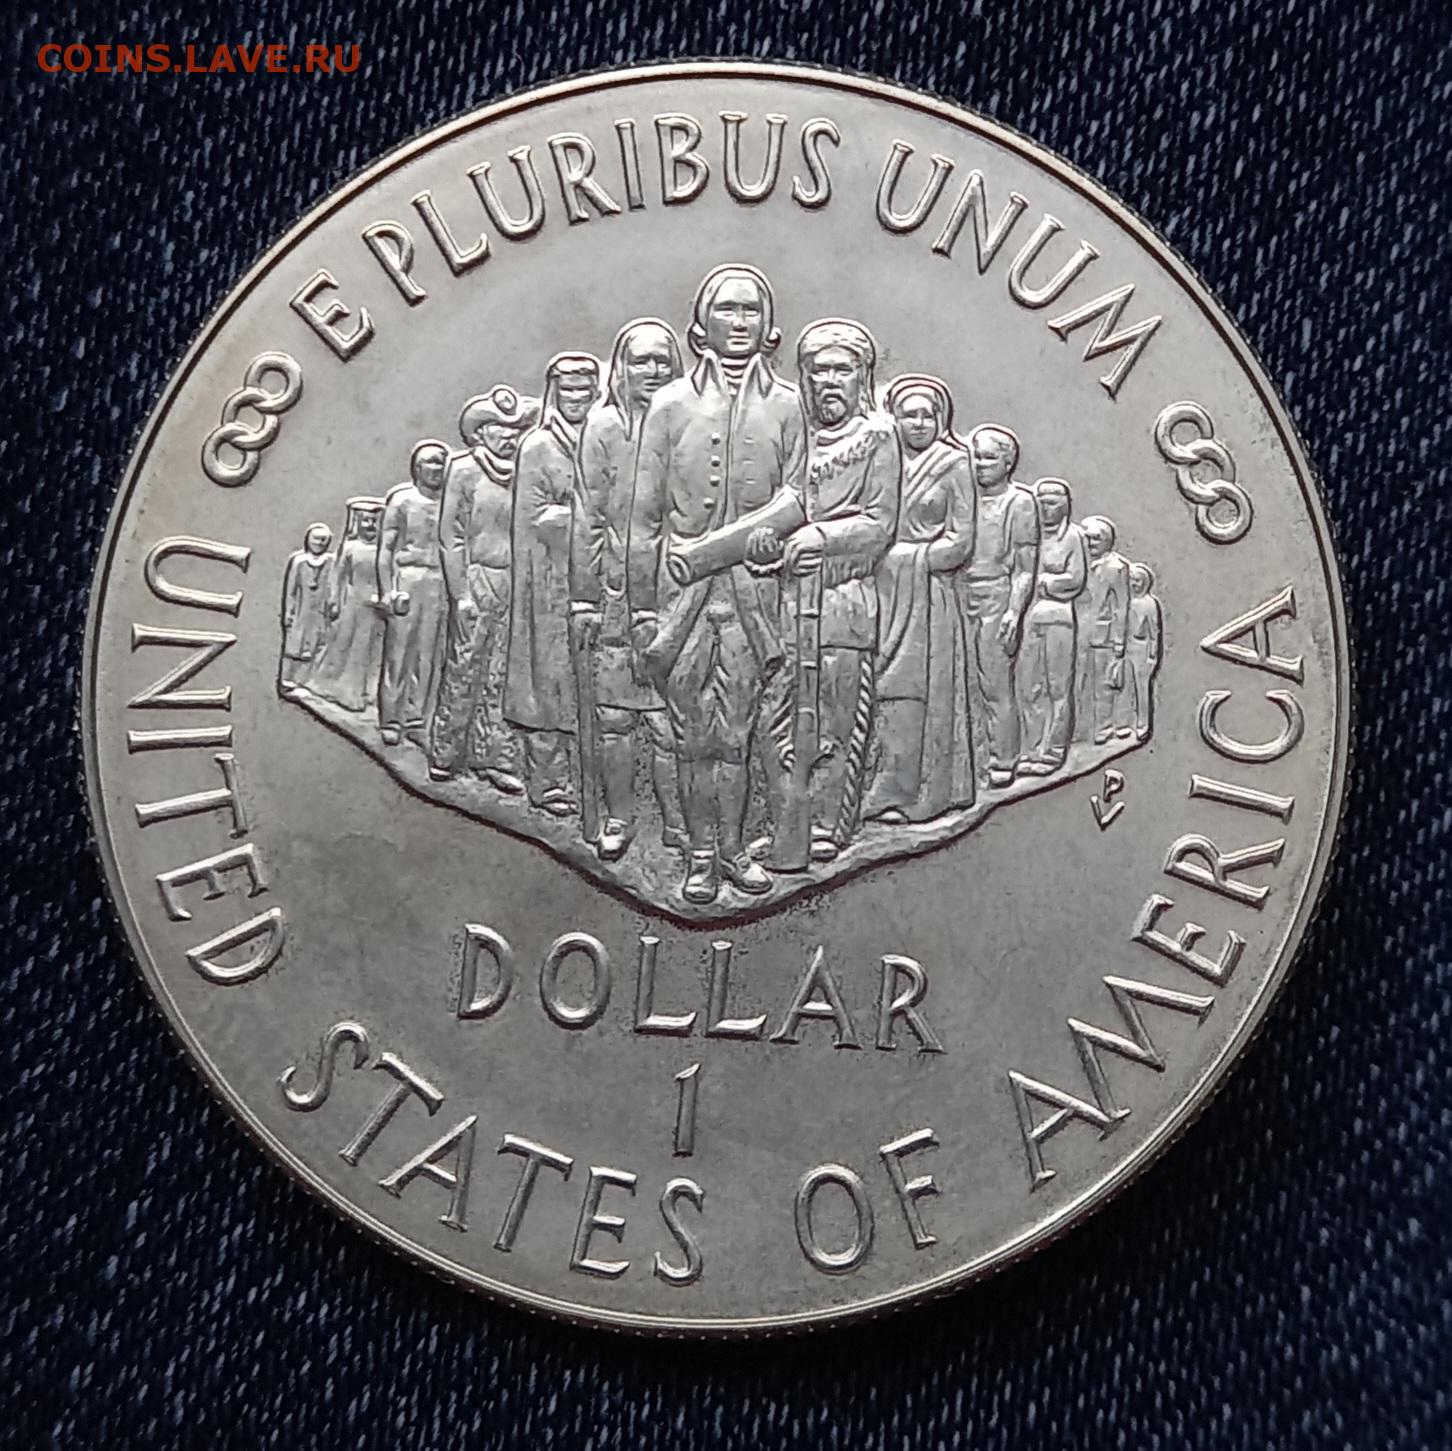 COINS.LAVE.RU
E PLURIBUS UNUM
P
DOLLAR
1
UNITED STATES OF AMERICA